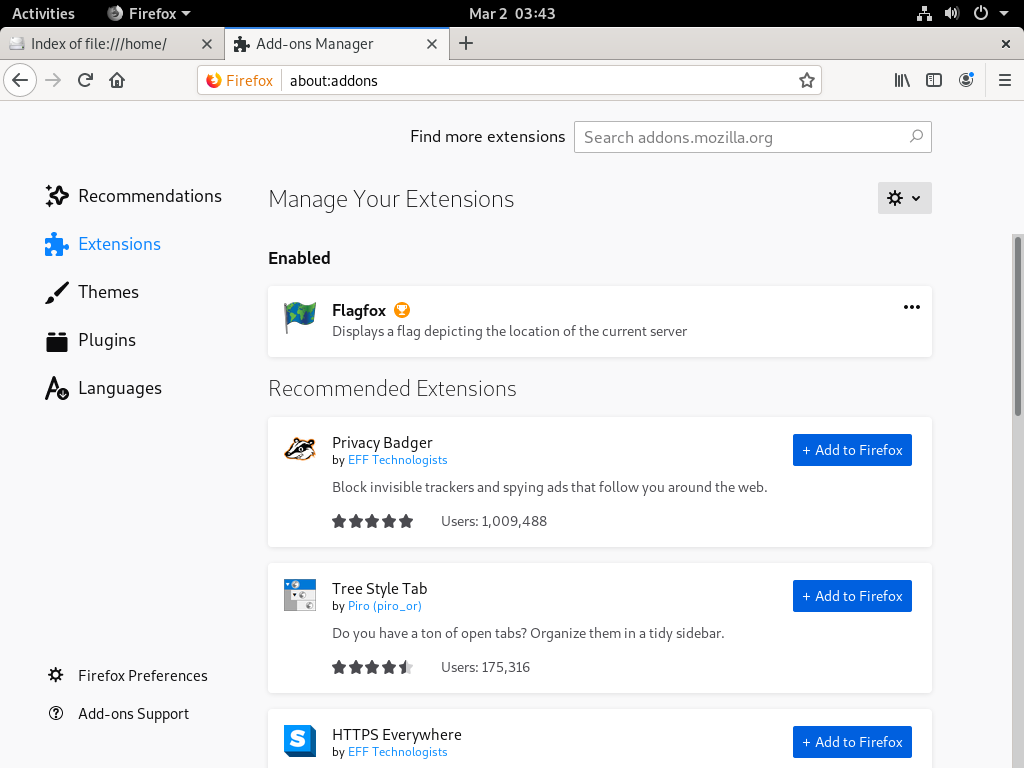 Activities Firefox Mar 2 03:43
Index of file:///home/ Add-ons Manager
Firefox about:addons
Find more extensions Search addons.mozilla.org
Recommendations
Extensions
Themes
Plugins
Languages
Firefox Preferences
Add-ons Support
Manage Your Extensions
Enabled
Flagfox
Displays a flag depicting the location of the current server
Recommended Extensions
Privacy Badger
by EFF Technologists
+ Add to Firefox
Block invisible trackers and spying ads that follow you around the web.
Users: 1,009,488
Tree Style Tab
by Piro (piro_or)
+ Add to Firefox
Do you have a ton of open tabs? Organize them in a tidy sidebar.
Users: 175,316
HTTPS Everywhere
by EFF Technologists
+ Add to Firefox